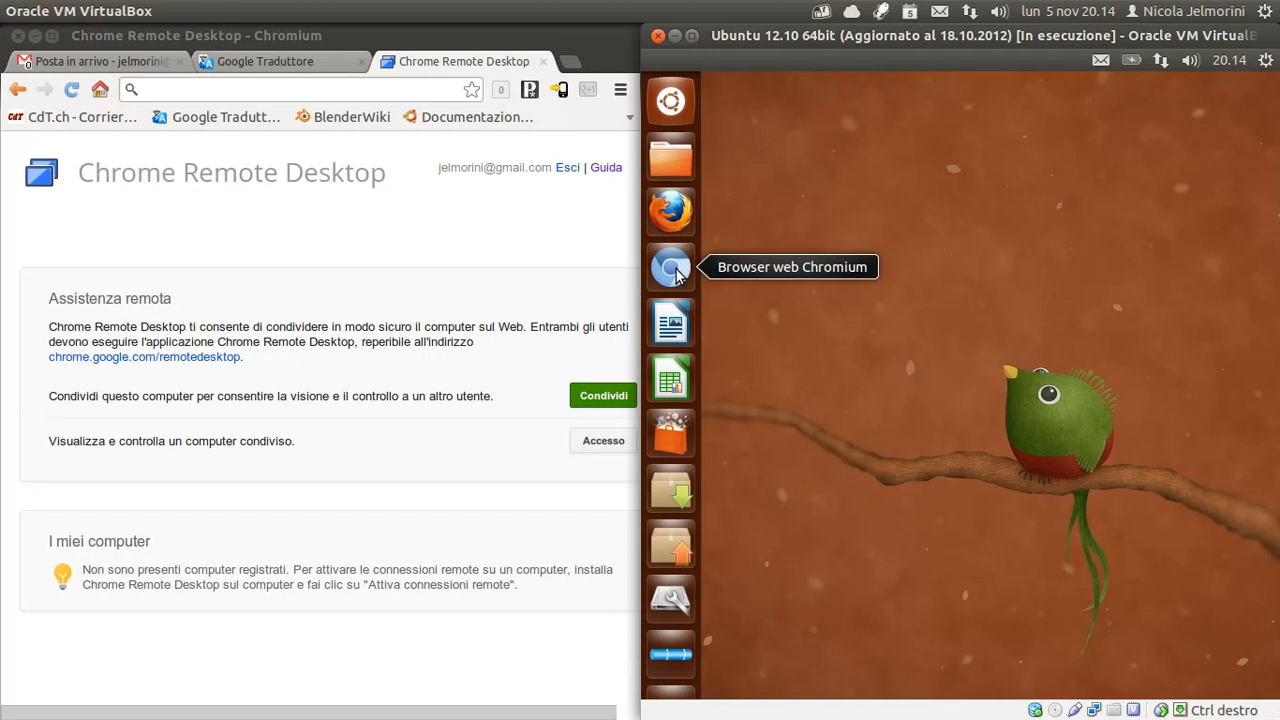 Oracle VM VirtualBox
lun 5 nov 20.14
Nicola Jelmorini
Chrome Remote Desktop - Chromium
Posta in arrivo - jelmorini@
Google Traduttore
Chrome Remote Desktop
CdT.ch - Corrier...
Google Tradutt...
BlenderWiki
Documentazion...
Chrome Remote Desktop
jelmorini@gmail.com Esci | Guida
Assistenza remota
Chrome Remote Desktop ti consente di condividere in modo sicuro il computer sul Web. Entrambi gli utenti
devono eseguire l'applicazione Chrome Remote Desktop, reperibile all'indirizzo
chrome.google.com/remotedesktop.
Condividi questo computer per consentire la visione e il controllo a un altro utente.
Condividi
Visualizza e controlla un computer condiviso.
Accesso
I miei computer
Non sono presenti computer registrati. Per attivare le connessioni remote su un computer, installa
Chrome Remote Desktop sul computer e fai clic su "Attiva connessioni remote".
Ubuntu 12.10 64bit (Aggiornato al 18.10.2012) [In esecuzione] - Oracle VM VirtualB
20.14
Browser web Chromium
Ctrl destro